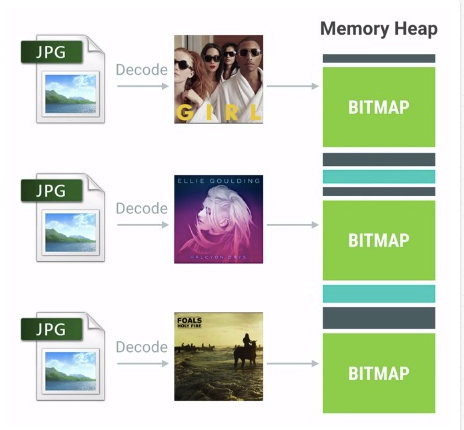 Memory Heap
JPG
Decode
GIRL
BITMAP
JPG
Decode
ELLIE GOULDING
HALCYON DAYS
BITMAP
JPG
Decode
FOALS
HOLY FIRE
BITMAP